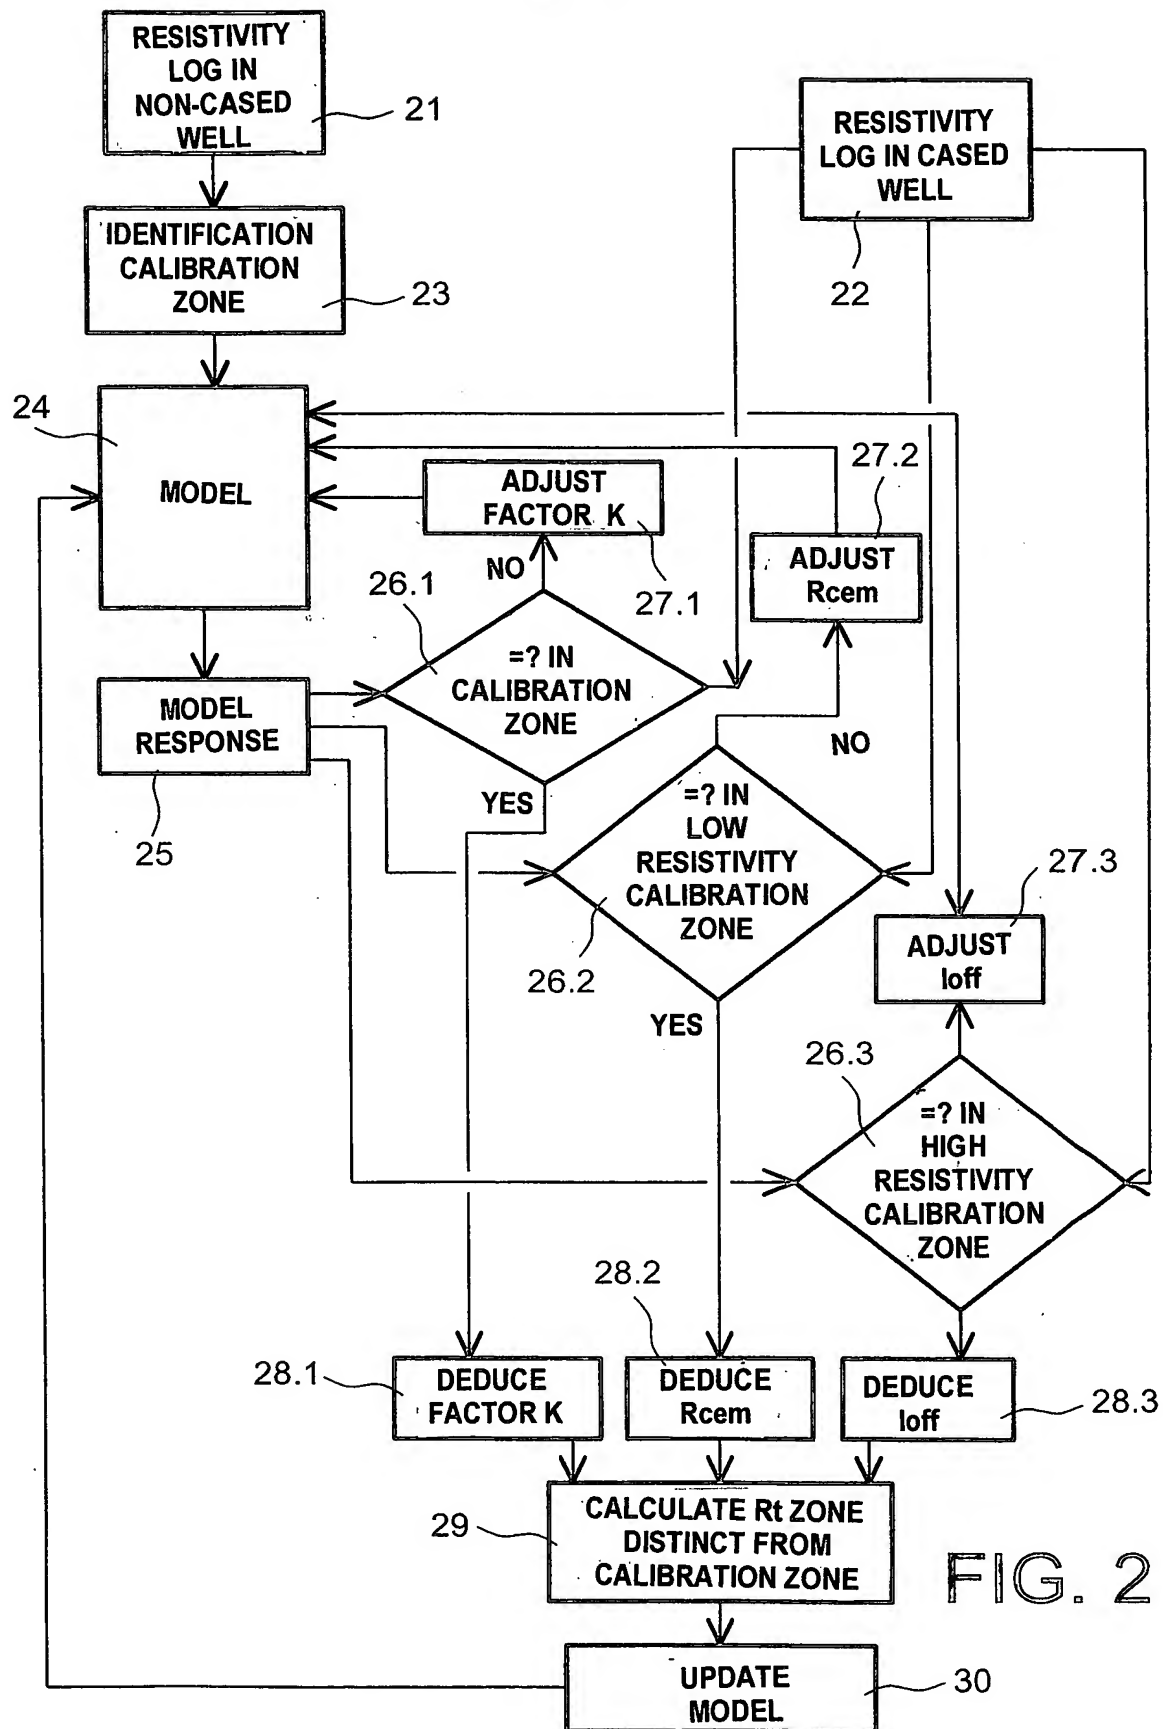 RESISTIVITY
LOG IN
NON-CASED
WELL
21
RESISTIVITY
LOG IN CASED
WELL
22
IDENTIFICATION
CALIBRATION
ZONE
23
24
MODEL
ADJUST
FACTOR K
27.1
27.2
ADJUST
Rcem
NO
26.1
=? IN
CALIBRATION
ZONE
MODEL
RESPONSE
25
YES
NO
=? IN
LOW
RESISTIVITY
CALIBRATION
ZONE
26.2
YES
27.3
ADJUST
Ioff
26.3
=? IN
HIGH
RESISTIVITY
CALIBRATION
ZONE
28.1
DEDUCE
FACTOR K
28.2
DEDUCE
Rcem
DEDUCE
Ioff
28.3
29
CALCULATE Rt ZONE
DISTINCT FROM
CALIBRATION ZONE
FIG. 2
UPDATE
MODEL
30